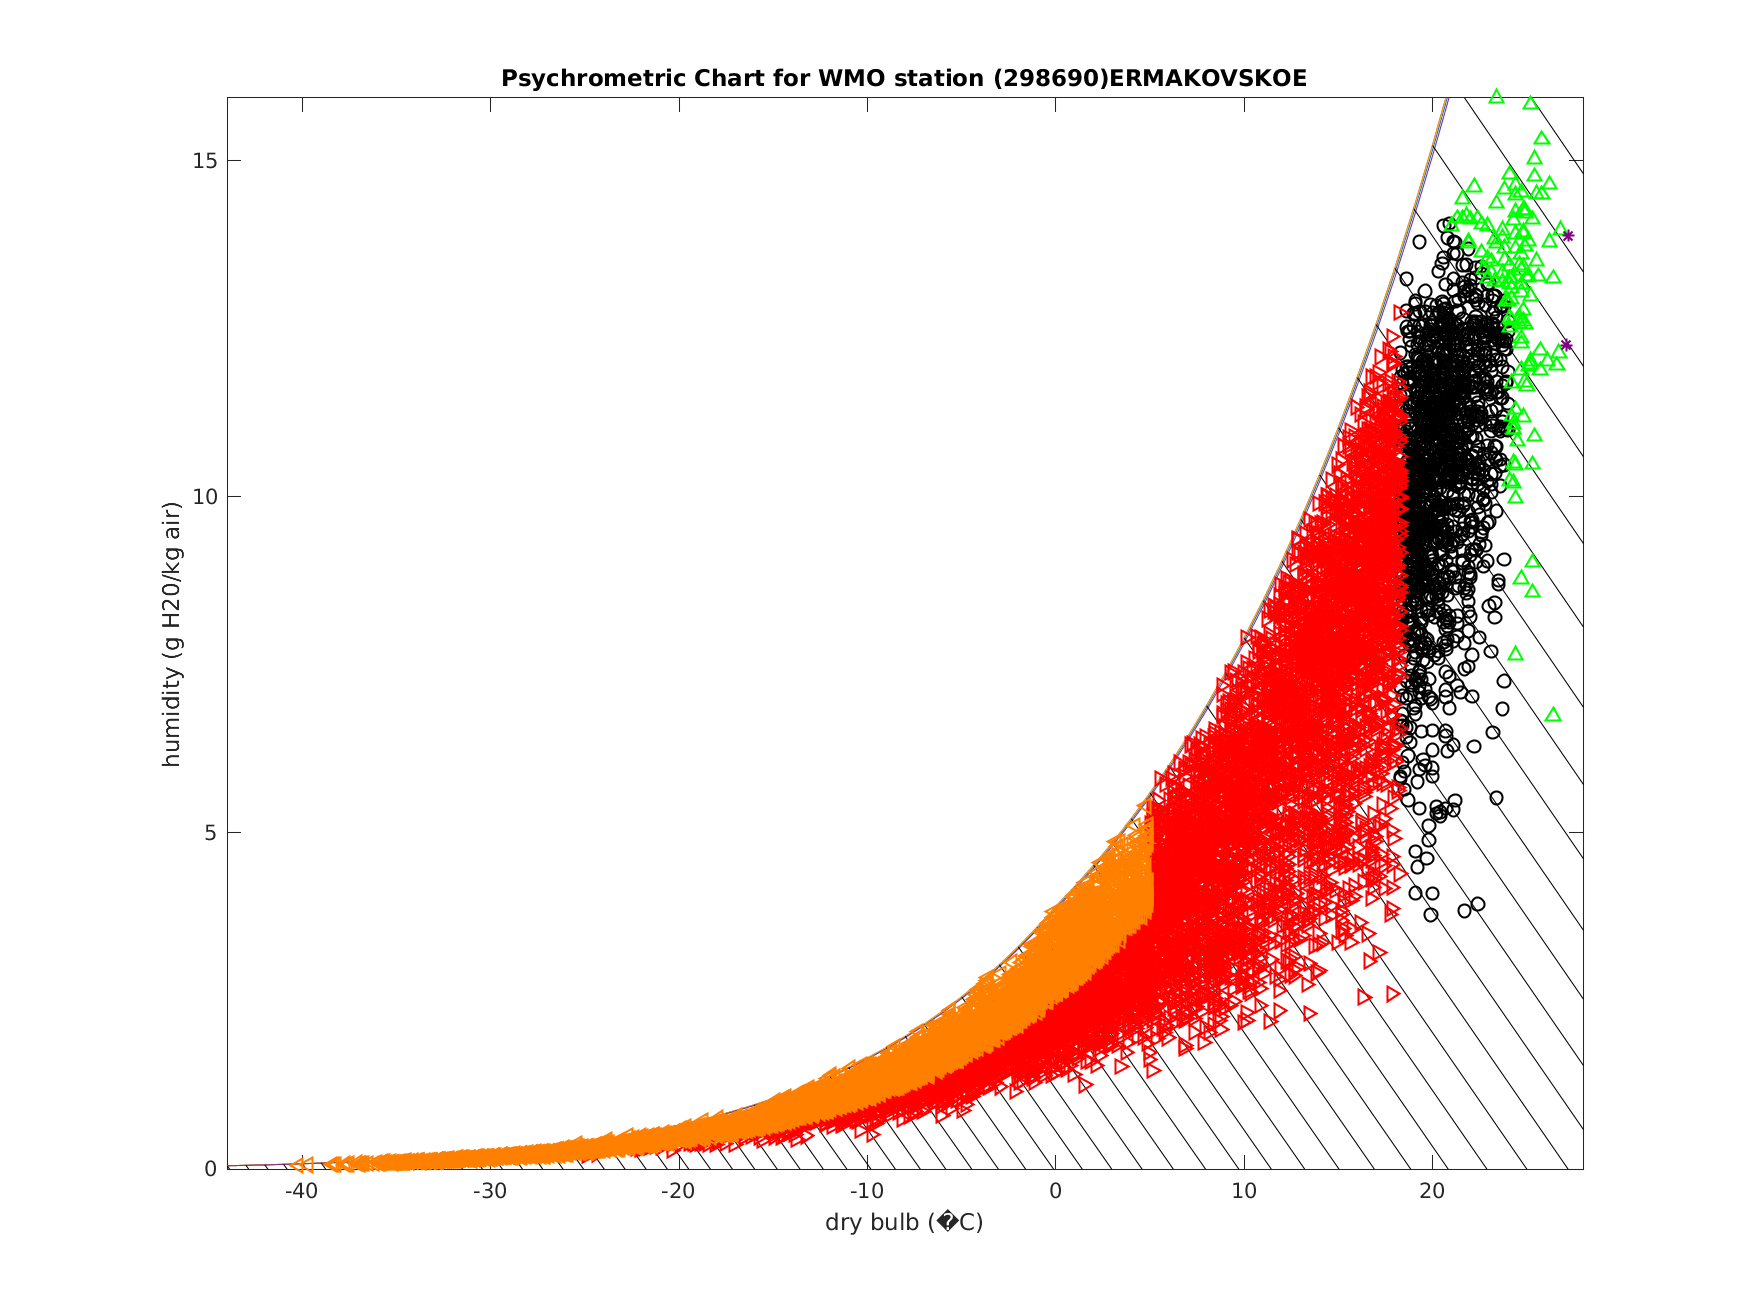 Psychrometric Chart for WMO station (298690)ERMAKOVSKOE
15
10
5
0
humidity (g H20/kg air)
-40 -30 -20 -10 0 10 20
dry bulb (�C)